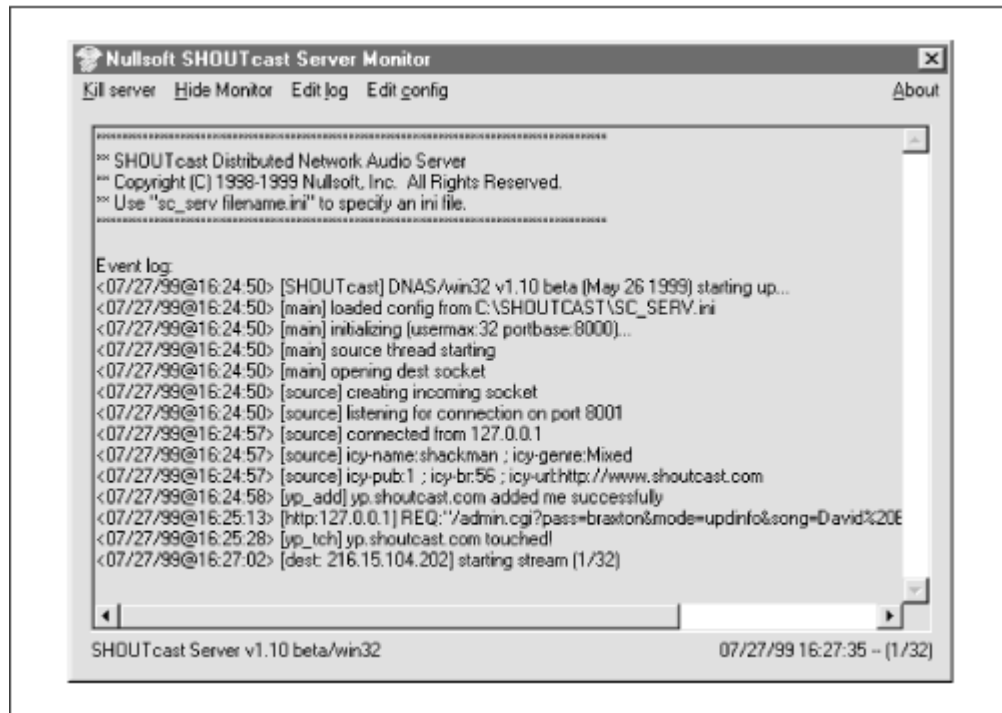 Nullsoft SHOUTcast Server Monitor
Kill server Hide Monitor Edit log Edit config About
*******************************************************************************
** SHOUTcast Distributed Network Audio Server
** Copyright (C) 1998-1999 Nullsoft, Inc. All Rights Reserved.
** Use "sc_serv filename.ini" to specify an ini file.
*******************************************************************************
Event log:
<07/27/99@16:24:50> [SHOUTcast] DNAS/win32 v1.10 beta (May 26 1999) starting up...
<07/27/99@16:24:50> [main] loaded config from C:\SHOUTCAST\SC_SERV.ini
<07/27/99@16:24:50> [main] initializing (usermax:32 portbase:8000)...
<07/27/99@16:24:50> [main] source thread starting
<07/27/99@16:24:50> [main] opening dest socket
<07/27/99@16:24:50> [source] creating incoming socket
<07/27/99@16:24:50> [source] listening for connection on port 8001
<07/27/99@16:24:57> [source] connected from 127.0.0.1
<07/27/99@16:24:57> [source] icy-name:shackman ; icy-genre:Mixed
<07/27/99@16:24:57> [source] icy-pub:1 ; icy-br:56 ; icy-url:http://www.shoutcast.com
<07/27/99@16:24:58> [yp_add] yp.shoutcast.com added me successfully
<07/27/99@16:25:13> [http:127.0.0.1] REQ:"/admin.cgi?pass=braxton&mode=updinfo&song=David%20E
<07/27/99@16:25:28> [yp_tch] yp.shoutcast.com touched!
<07/27/99@16:27:02> [dest: 216.15.104.202] starting stream (1/32)
SHOUTcast Server v1.10 beta/win32 07/27/99 16:27:35 -- (1/32)